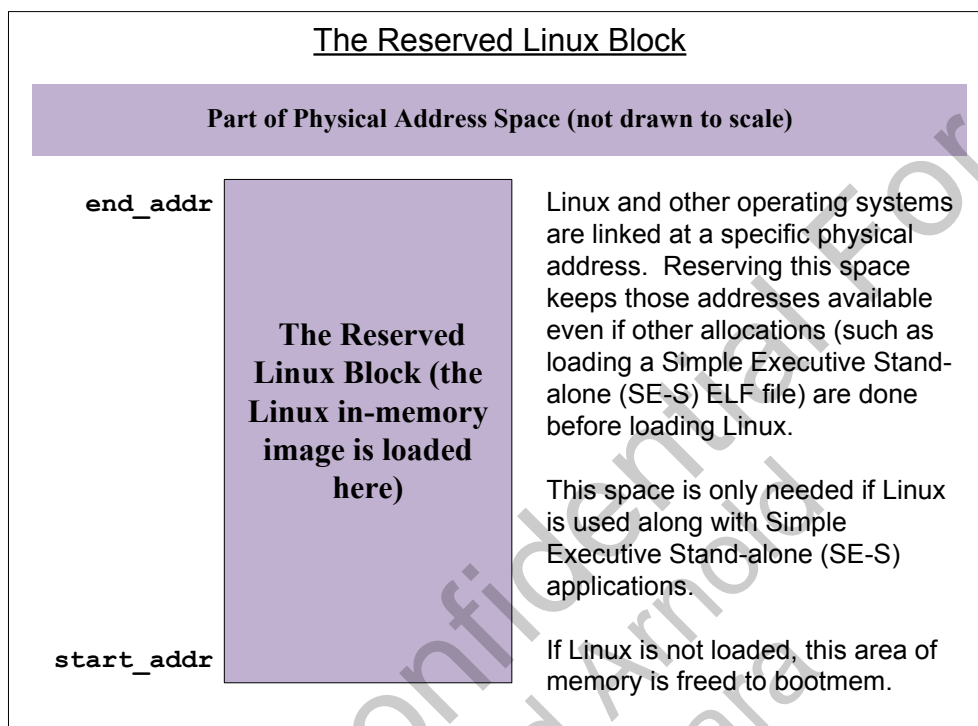 The Reserved Linux Block
Part of Physical Address Space (not drawn to scale)
end_addr
The Reserved
Linux Block (the
Linux in-memory
image is loaded
here)
start_addr
Linux and other operating systems
are linked at a specific physical
address. Reserving this space
keeps those addresses available
even if other allocations (such as
loading a Simple Executive Stand-
alone (SE-S) ELF file) are done
before loading Linux.
This space is only needed if Linux
is used along with Simple
Executive Stand-alone (SE-S)
applications.
If Linux is not loaded, this area of
memory is freed to bootmem.
For
Arnold